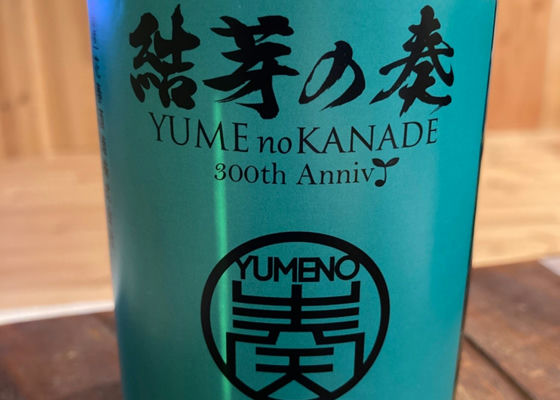 結芽の奏
YUME no KANADE
300th Anniv
YUMENO
奏